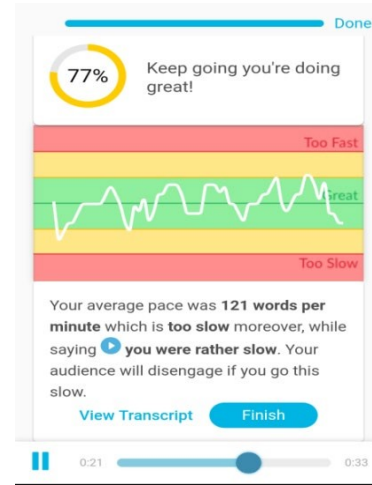 Done
77%
Keep going you're doing
great!
Too Fast
Great
Too Slow
Your average pace was 121 words per
minute which is too slow moreover, while
saying you were rather slow. Your
audience will disengage if you go this
slow.
View Transcript Finish
0:21 0:33